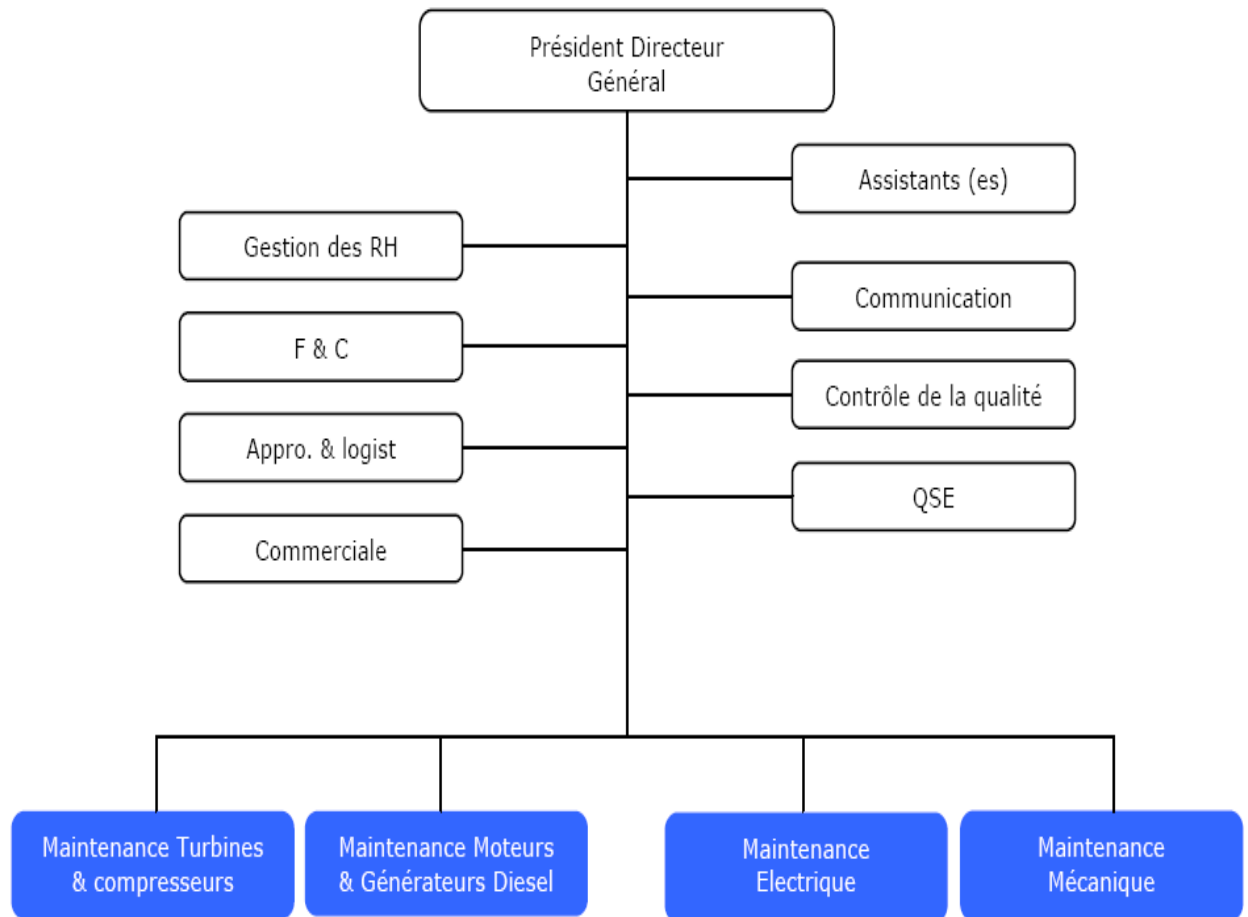 Président Directeur
Général
Assistants (es)
Gestion des RH
Communication
F & C
Contrôle de la qualité
Appro. & logist
QSE
Commerciale
Maintenance Turbines
& compresseurs
Maintenance Moteurs
& Générateurs Diesel
Maintenance
Electrique
Maintenance
Mécanique